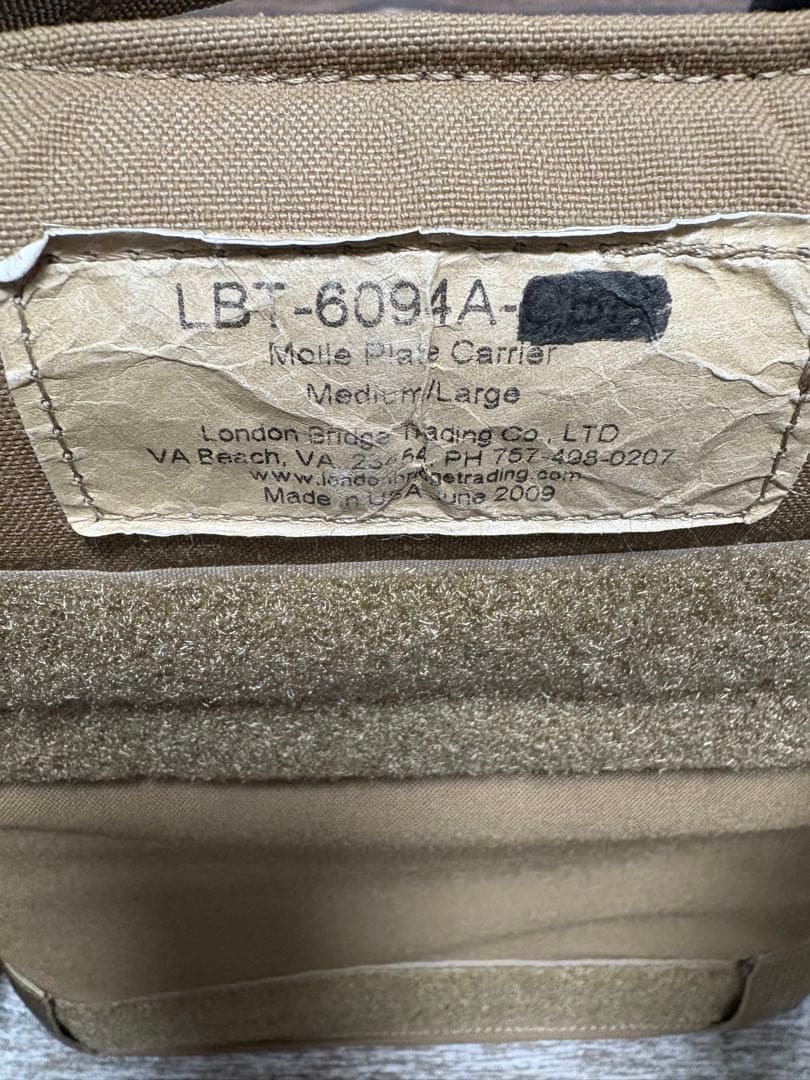 LBT-6094A-
Molle Plate Carrier
Medium/Large
London Bridge Trading Co., LTD
VA Beach, VA 23464, PH 757-498-0207
www.londonbridgetrading.com
Made in USA June 2009